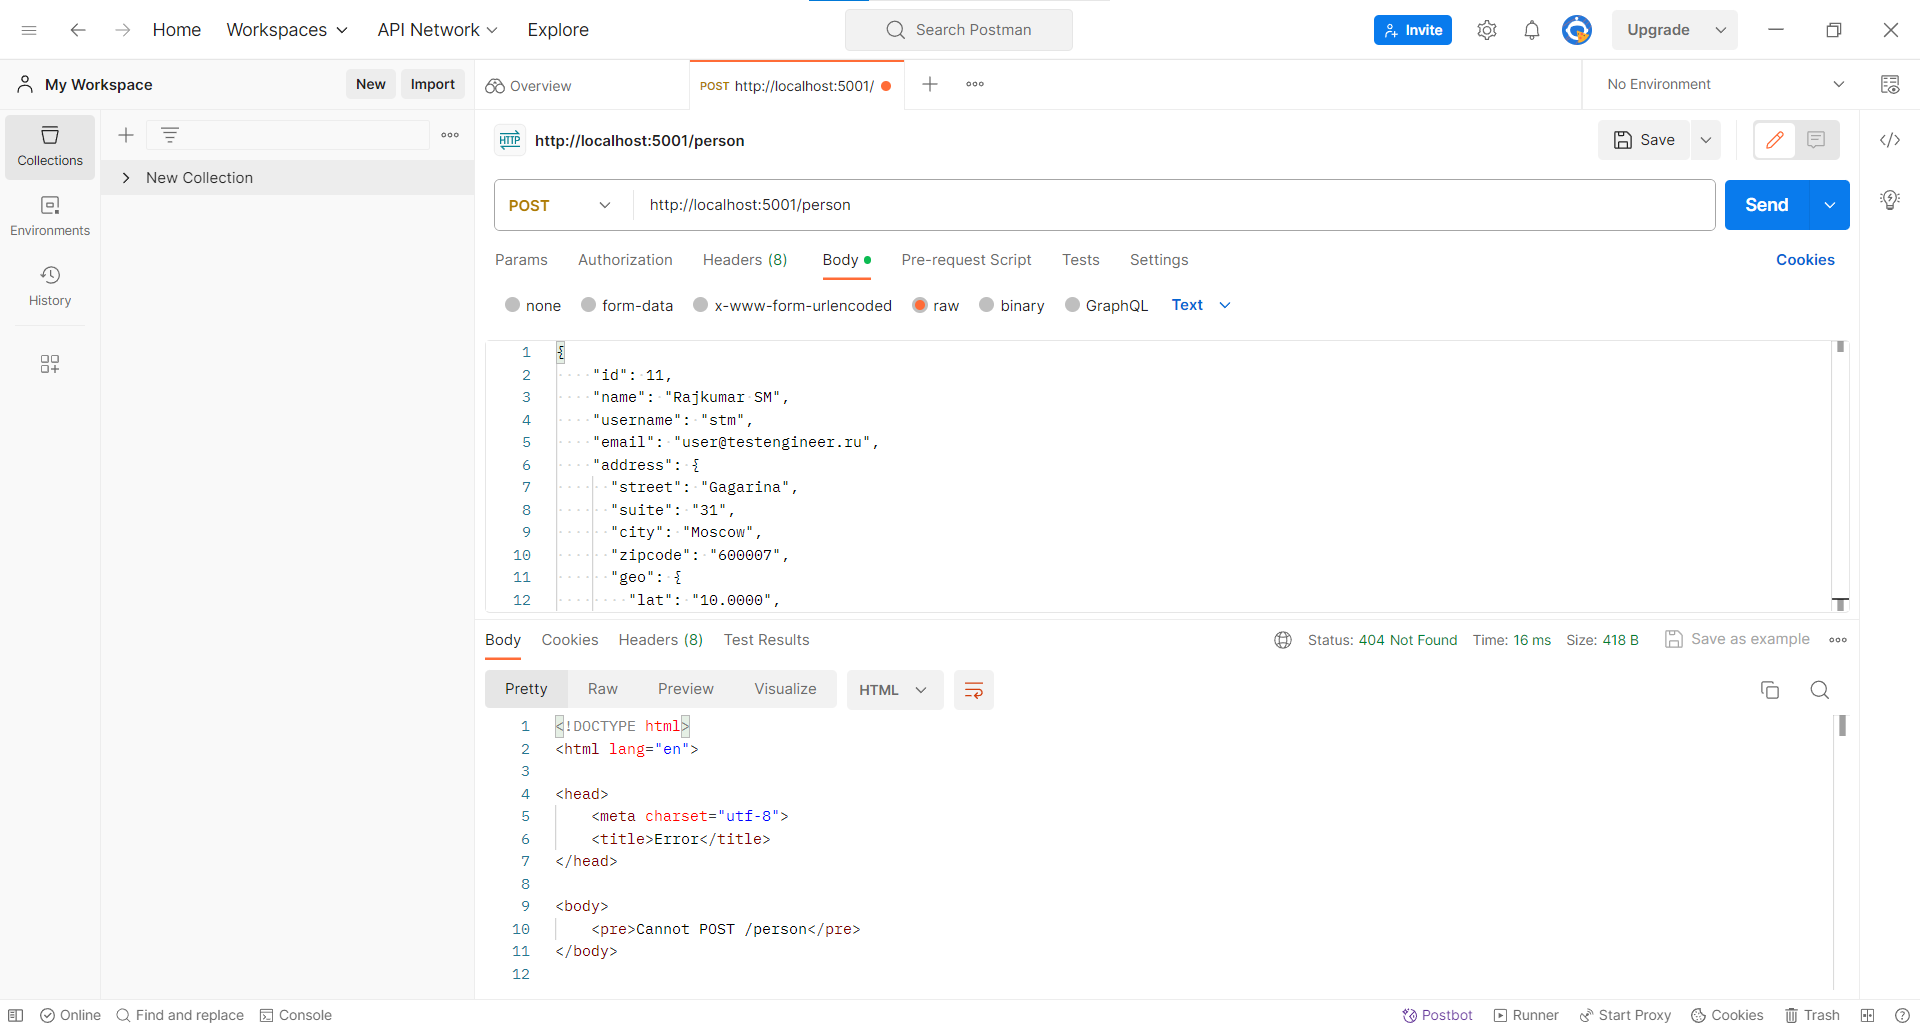 Home Workspaces API Network Explore Search Postman Invite Upgrade
My Workspace New Import Overview POST http://localhost:5001/ No Environment
Collections
Environments
History
New Collection
HTTP http://localhost:5001/person Save
POST http://localhost:5001/person Send
Params Authorization Headers (8) Body Pre-request Script Tests Settings Cookies
none form-data x-www-form-urlencoded raw binary GraphQL Text
1 {
2 "id": 11,
3 "name": "Rajkumar SM",
4 "username": "stm",
5 "email": "user@testengineer.ru",
6 "address": {
7 "street": "Gagarina",
8 "suite": "31",
9 "city": "Moscow",
10 "zipcode": "600007",
11 "geo": {
12 "lat": "10.0000",
Body Cookies Headers (8) Test Results Status: 404 Not Found Time: 16 ms Size: 418 B Save as example
Pretty Raw Preview Visualize HTML
1 <!DOCTYPE html>
2 <html lang="en">
3
4 <head>
5 <meta charset="utf-8">
6 <title>Error</title>
7 </head>
8
9 <body>
10 <pre>Cannot POST /person</pre>
11 </body>
12
Online Find and replace Console Postbot Runner Start Proxy Cookies Trash